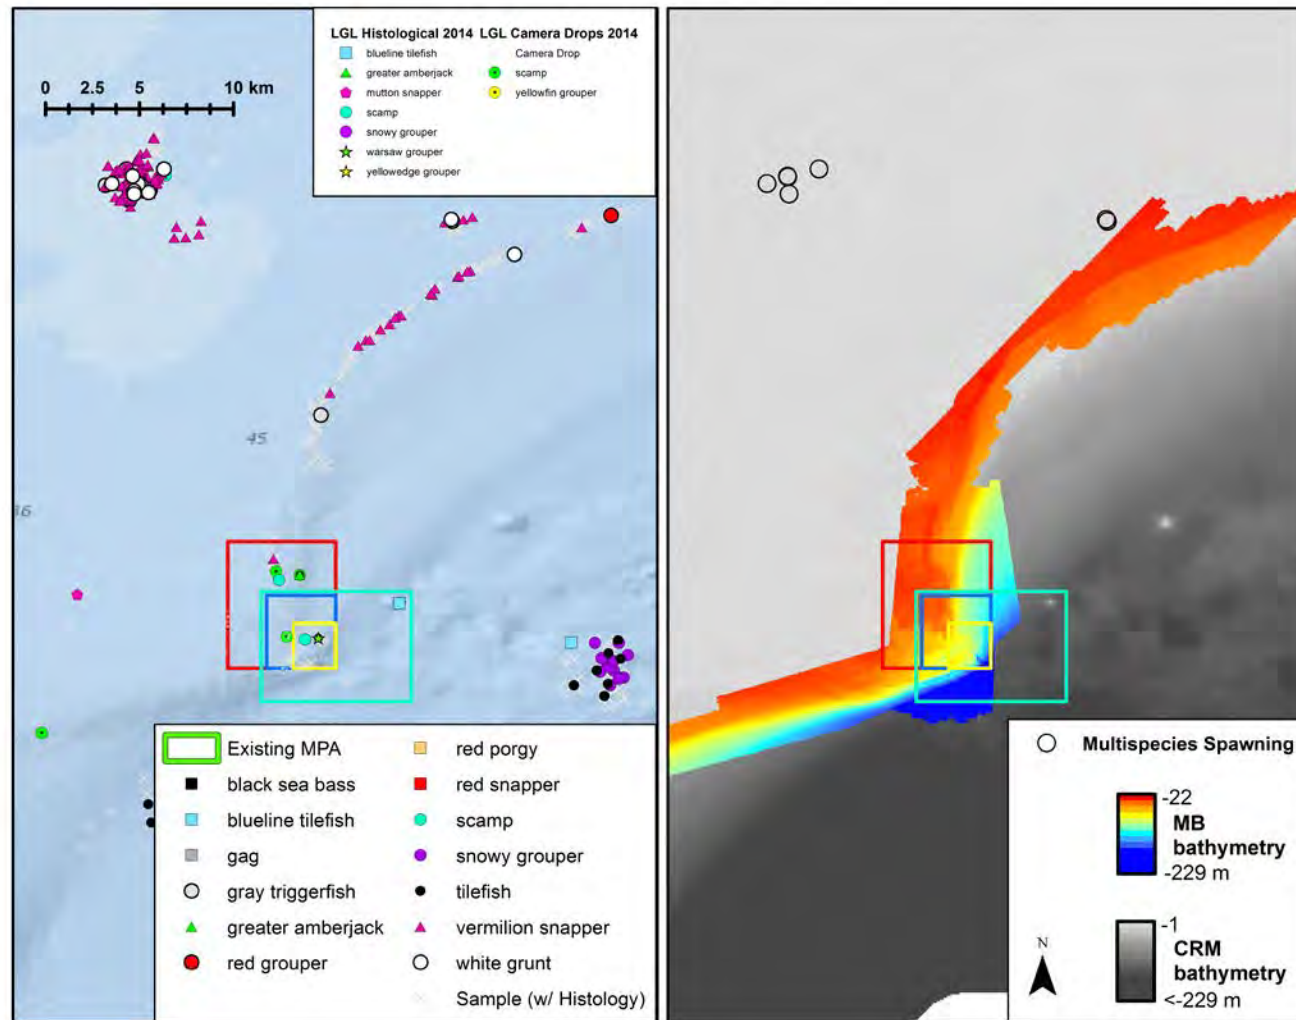 LGL Histological 2014 LGL Camera Drops 2014
blueline tilefish Camera Drop
greater amberjack scamp
mutton snapper yellowfin grouper
scamp
snowy grouper
warsaw grouper
yellowedge grouper
0 2.5 5 10 km
45
Existing MPA red porgy
black sea bass red snapper
blueline tilefish scamp
gag snowy grouper
gray triggerfish tilefish
greater amberjack vermilion snapper
red grouper white grunt
Sample (w/ Histology)
Multispecies Spawning
-22
MB
bathymetry
-229 m
-1
CRM
bathymetry
<-229 m
N